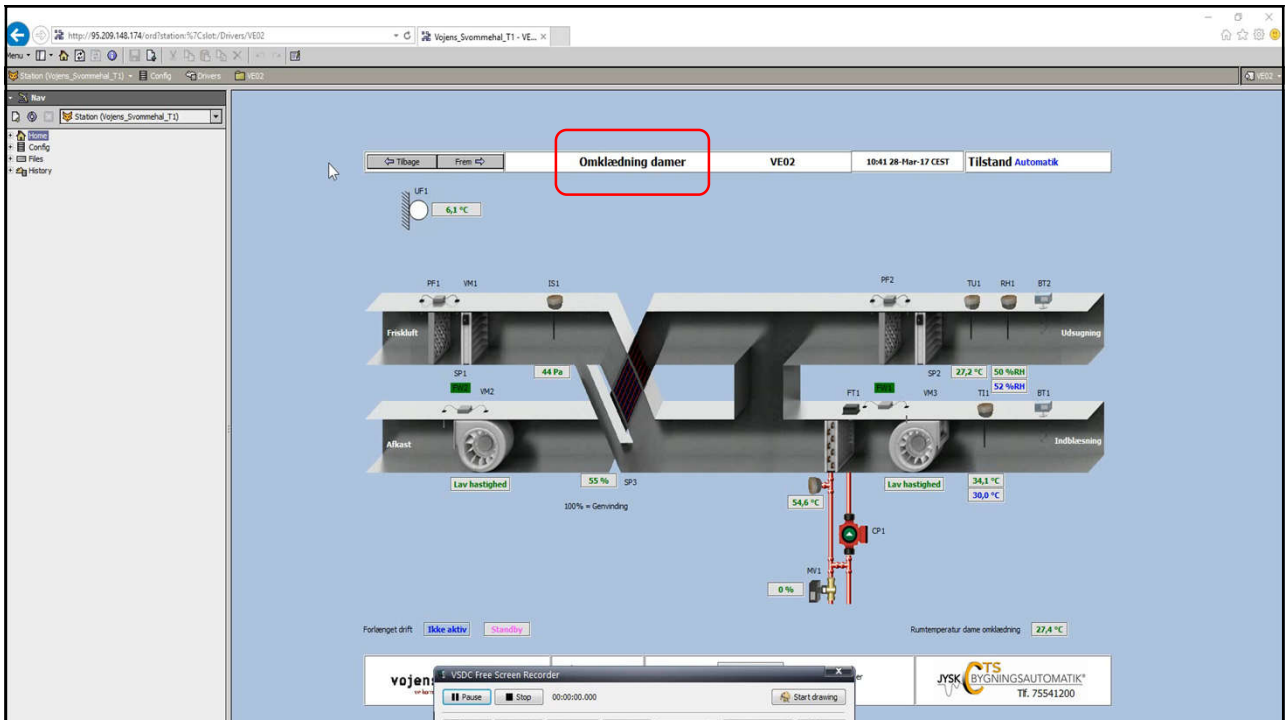 http://95.209.148.174/ord?station:%7Cslot:/Drivers/VE02
Vojens_Svommehal_T1 - VE...
Menu
Station (Vojens_Svommehal_T1)
Config
Drivers
VE02
VE02
Nav
Station (Vojens_Svommehal_T1)
Home
Config
Files
History
Tilbage
Frem
Omklædning damer
VE02
10:41 28-Mar-17 CEST
Tilstand Automatik
UF1
6,1 °C
PF1
VM1
IS1
PF2
TU1
RH1
BT2
Friskluft
Udsugning
SP1
44 Pa
SP2
27,2 °C
50 %RH
52 %RH
PW2
VM2
FT1
PW1
VM3
TI1
BT1
Afkast
Indblæsning
Lav hastighed
55 %
SP3
Lav hastighed
34,1 °C
30,0 °C
100% = Genvinding
54,6 °C
CP1
MV1
0 %
Forlænget drift
Ikke aktiv
Standby
Rumtemperatur dame omklædning
27,4 °C
vojens
VSDC Free Screen Recorder
Pause
Stop
00:00:00.000
Start drawing
er
JYSK
CTS
BYGNINGSAUTOMATIK
Tlf. 75541200